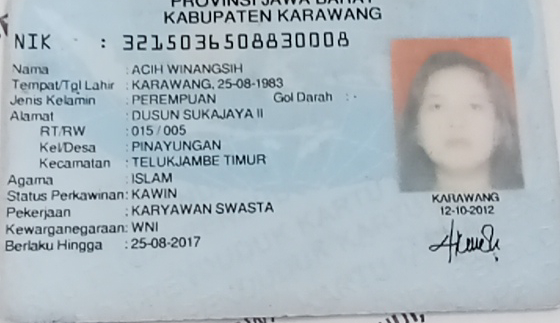 PROVINSI JAWA BARAT
KABUPATEN KARAWANG
NIK : 3215036508830008
Nama : ACIH WINANGSIH
Tempat/Tgl Lahir : KARAWANG, 25-08-1983
Jenis Kelamin : PEREMPUAN Gol Darah : -
Alamat : DUSUN SUKAJAYA II
RT/RW : 015 / 005
Kel/Desa : PINAYUNGAN
Kecamatan : TELUKJAMBE TIMUR
Agama : ISLAM
Status Perkawinan: KAWIN
Pekerjaan : KARYAWAN SWASTA
Kewarganegaraan: WNI
Berlaku Hingga : 25-08-2017
KARAWANG
12-10-2012